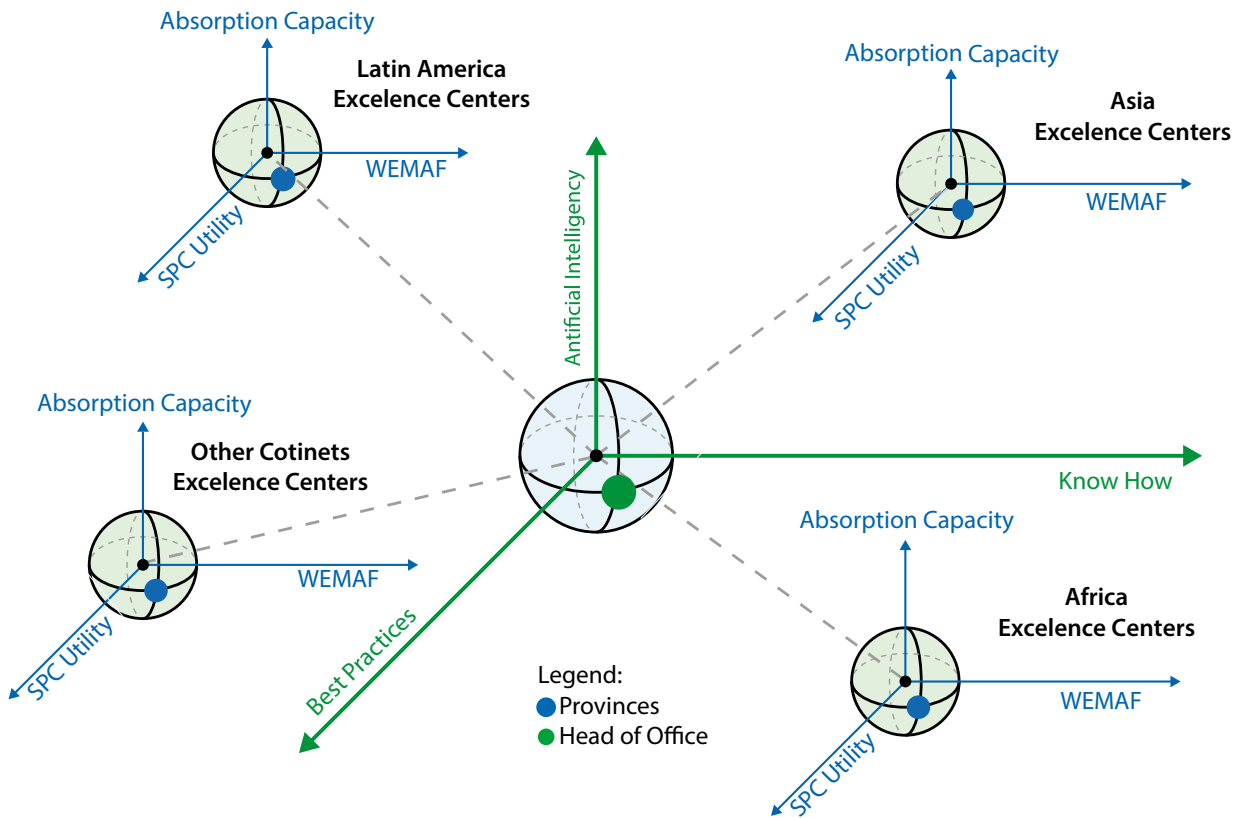 Absorption Capacity
Latin America
Excelence Centers
WEMAF
SPC Utility
Absorption Capacity
Asia
Excelence Centers
WEMAF
SPC Utility
Antificial Intelligency
Know How
Best Practices
Absorption Capacity
Other Cotinets
Excelence Centers
WEMAF
SPC Utility
Absorption Capacity
Africa
Excelence Centers
WEMAF
SPC Utility
Legend:
Provinces
Head of Office